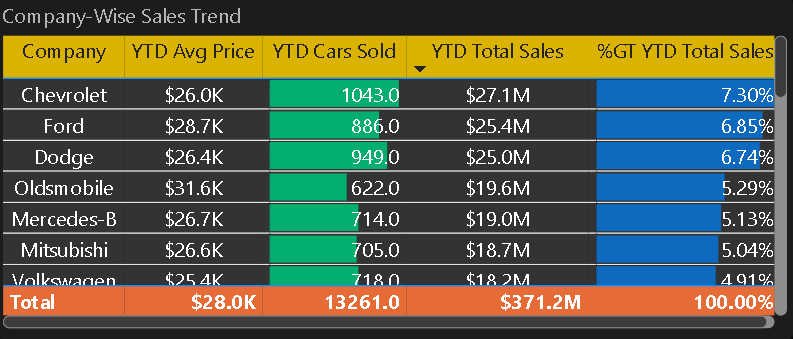 Company-Wise Sales Trend
Company YTD Avg Price YTD Cars Sold YTD Total Sales %GT YTD Total Sales
Chevrolet $26.0K 1043.0 $27.1M 7.30%
Ford $28.7K 886.0 $25.4M 6.85%
Dodge $26.4K 949.0 $25.0M 6.74%
Oldsmobile $31.6K 622.0 $19.6M 5.29%
Mercedes-B $26.7K 714.0 $19.0M 5.13%
Mitsubishi $26.6K 705.0 $18.7M 5.04%
Volkswagen $25.4K 718.0 $18.2M 4.91%
Total $28.0K 13261.0 $371.2M 100.00%